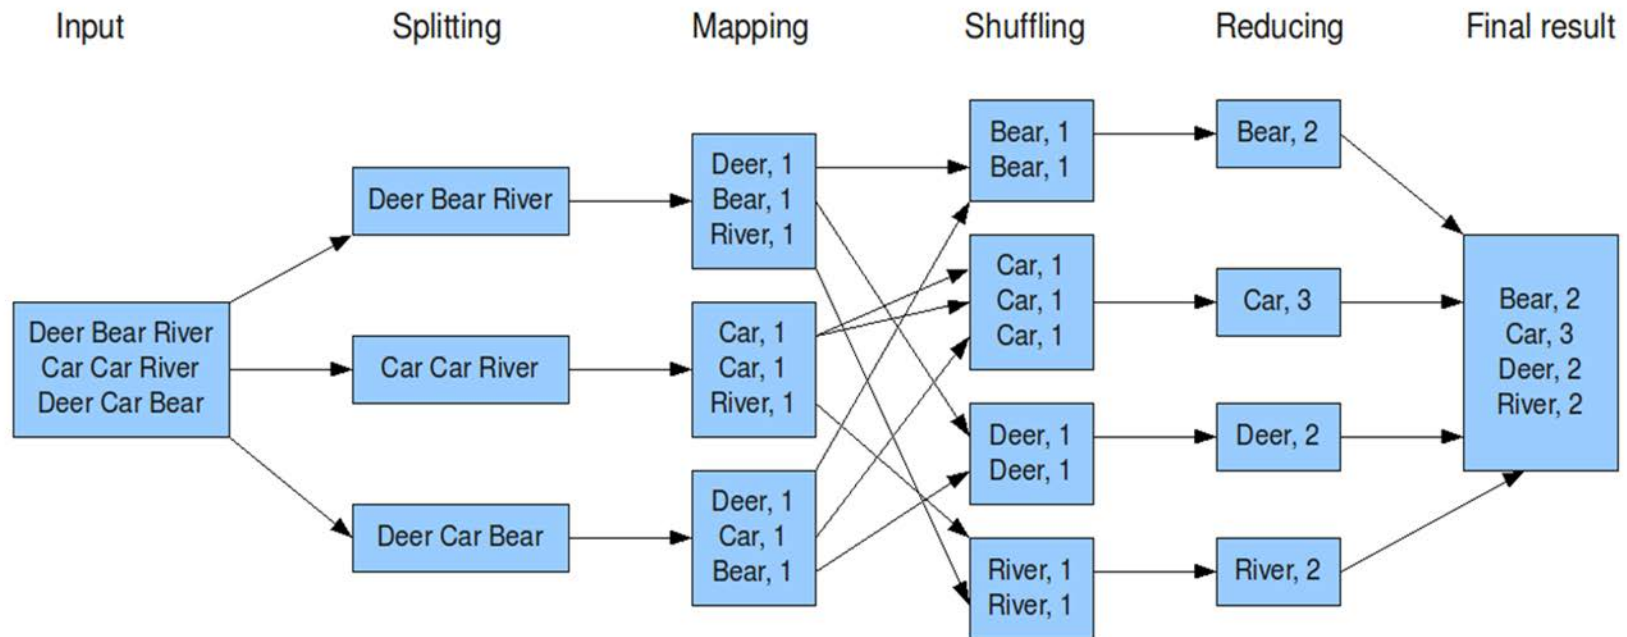 Input
Splitting
Mapping
Shuffling
Reducing
Final result
Deer Bear River
Car Car River
Deer Car Bear
Deer Bear River
Car Car River
Deer Car Bear
Deer, 1
Bear, 1
River, 1
Car, 1
Car, 1
River, 1
Deer, 1
Car, 1
Bear, 1
Bear, 1
Bear, 1
Car, 1
Car, 1
Car, 1
Deer, 1
Deer, 1
River, 1
River, 1
Bear, 2
Car, 3
Deer, 2
River, 2
Bear, 2
Car, 3
Deer, 2
River, 2